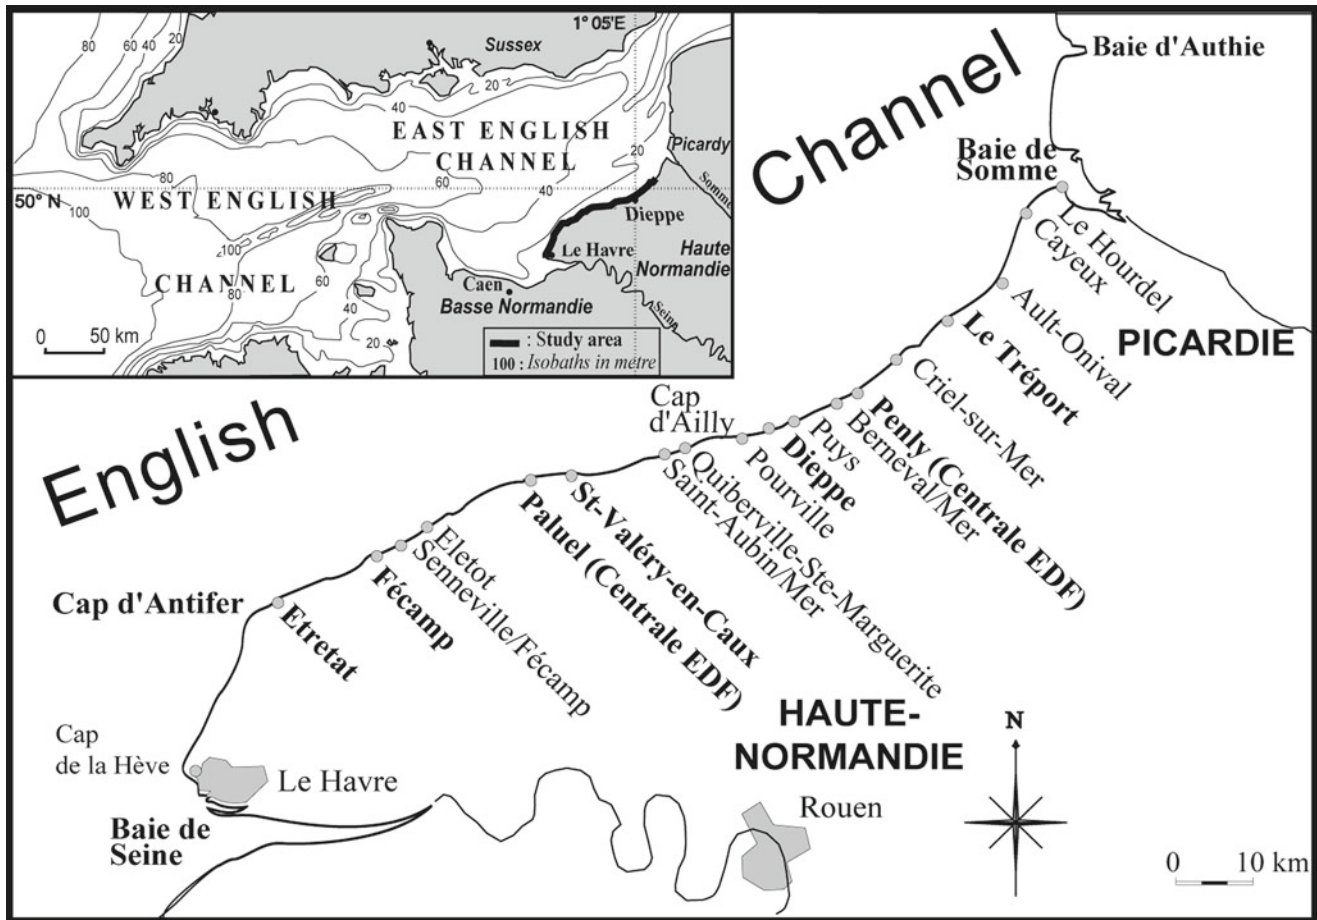 1° 05'E
80
60
40
20
Sussex
20
40
EAST ENGLISH
CHANNEL
20
Picardy
Somme
80
60
40
50° N
100
WEST ENGLISH
Dieppe
100
Le Havre
Haute
Normandie
CHANNEL
80
60
40
20
Caen
Basse Normandie
Seine
0 50 km
: Study area
100 : Isobaths in metre
English
Channel
Baie d'Authie
Baie de
Somme
Le Hourdel
Cayeux
Ault-Onival
PICARDIE
Le Tréport
Criel-sur-Mer
Penly (Centrale EDF)
Berneval/Mer
Puys
Dieppe
Pourville
Cap
d'Ailly
Quiberville-Ste-Marguerite
Saint-Aubin/Mer
St-Valéry-en-Caux
Paluel (Centrale EDF)
Eletot
Senneville/Fécamp
Fécamp
Etretat
Cap d'Antifer
Cap
de la Hève
Le Havre
Baie de
Seine
HAUTE-
NORMANDIE
Rouen
N
0 10 km